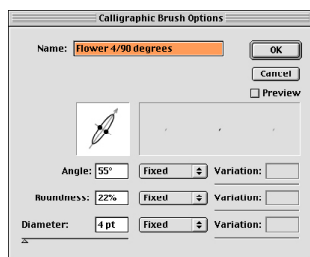 Calligraphic Brush Options
Name: Flower 4/90 degrees
OK
Cancel
Preview
Angle: 55° Fixed Variation:
Roundness: 22% Fixed Variation:
Diameter: 4 pt Fixed Variation: